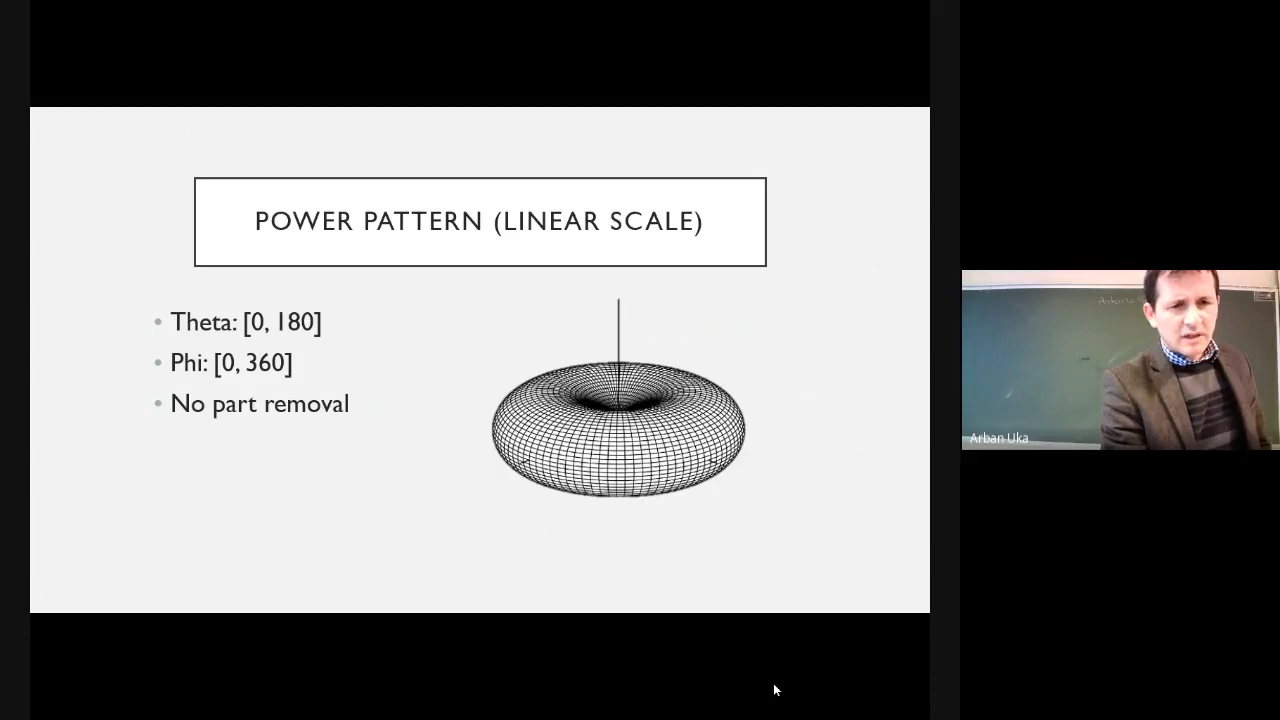 POWER PATTERN (LINEAR SCALE)
• Theta: [0, 180]
• Phi: [0, 360]
• No part removal
Arban Uka